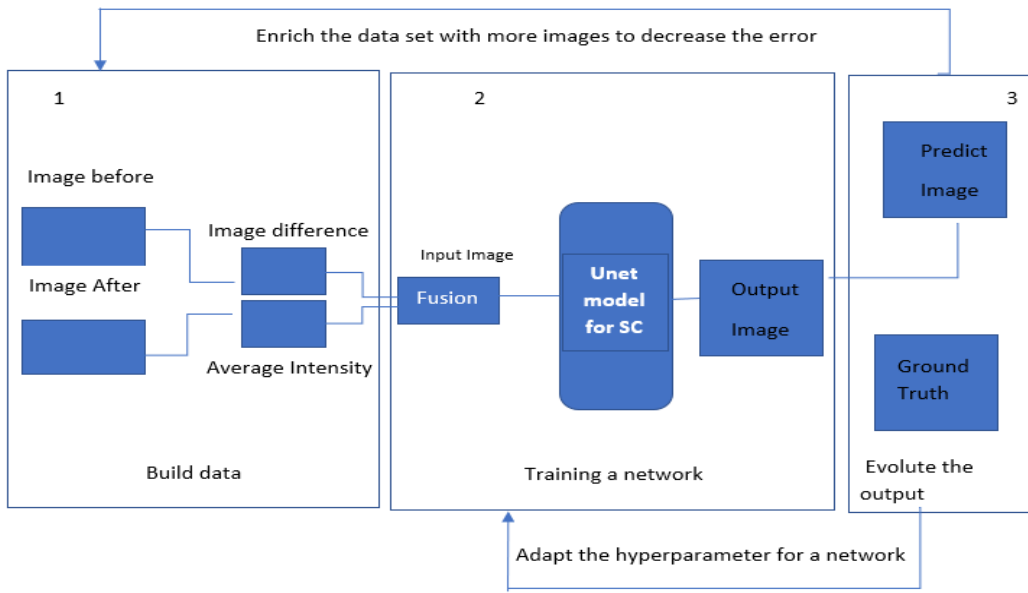 Enrich the data set with more images to decrease the error
1
Image before
Image After
Image difference
Average Intensity
Build data
2
Input Image
Fusion
Unet
model
for SC
Output
Image
Training a network
3
Predict
Image
Ground
Truth
Evolute the
output
Adapt the hyperparameter for a network